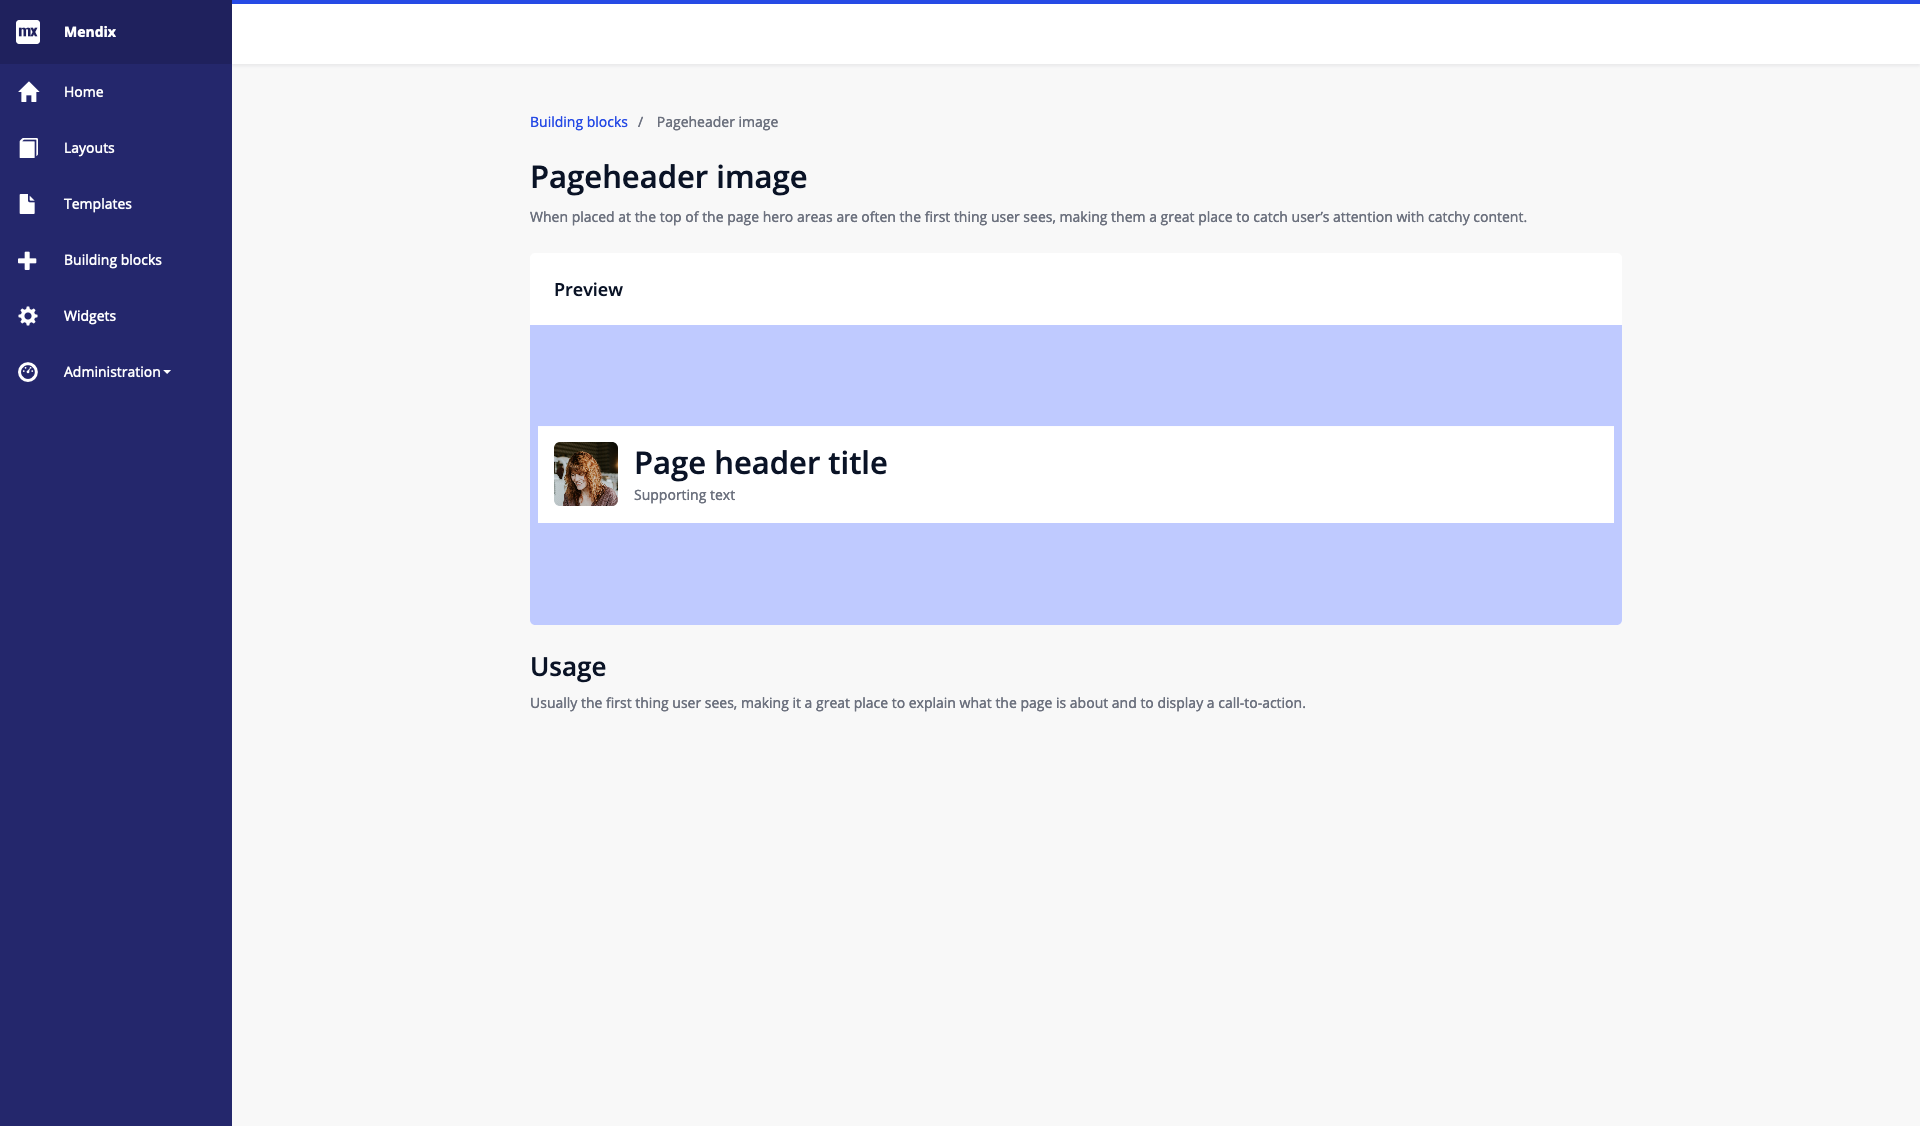 mx Mendix
Home
Layouts
Templates
Building blocks
Widgets
Administration
Building blocks / Pageheader image
Pageheader image
When placed at the top of the page hero areas are often the first thing user sees, making them a great place to catch user’s attention with catchy content.
Preview
Page header title
Supporting text
Usage
Usually the first thing user sees, making it a great place to explain what the page is about and to display a call-to-action.